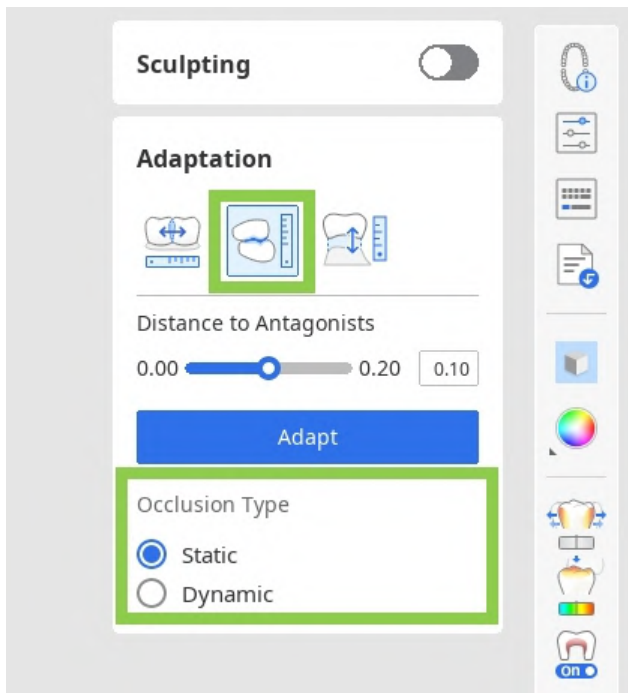 Sculpting
Adaptation
Distance to Antagonists
0.00 0.20 0.10
Adapt
Occlusion Type
Static
Dynamic
On